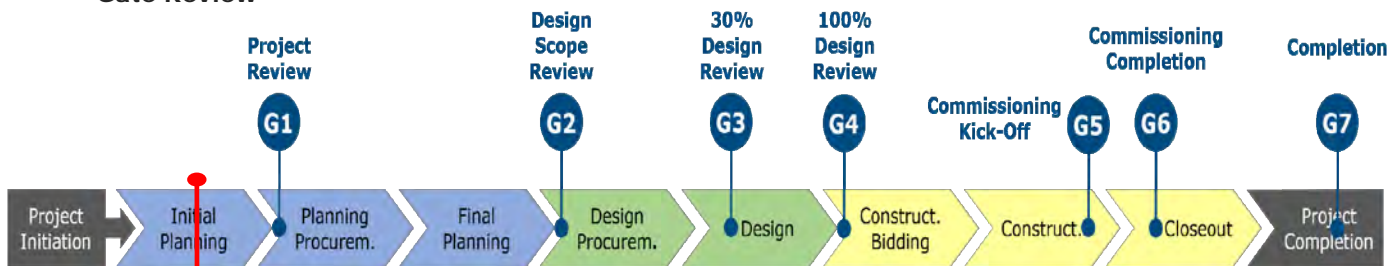 Gate Review
Project
Review
G1
Design
Scope
Review
G2
30%
Design
Review
G3
100%
Design
Review
G4
Commissioning
Kick-Off
G5
Commissioning
Completion
G6
Completion
G7
Project
Initiation
Initial
Planning
Planning
Procurem.
Final
Planning
Design
Procurem.
Design
Construct.
Bidding
Construct.
Closeout
Project
Completion